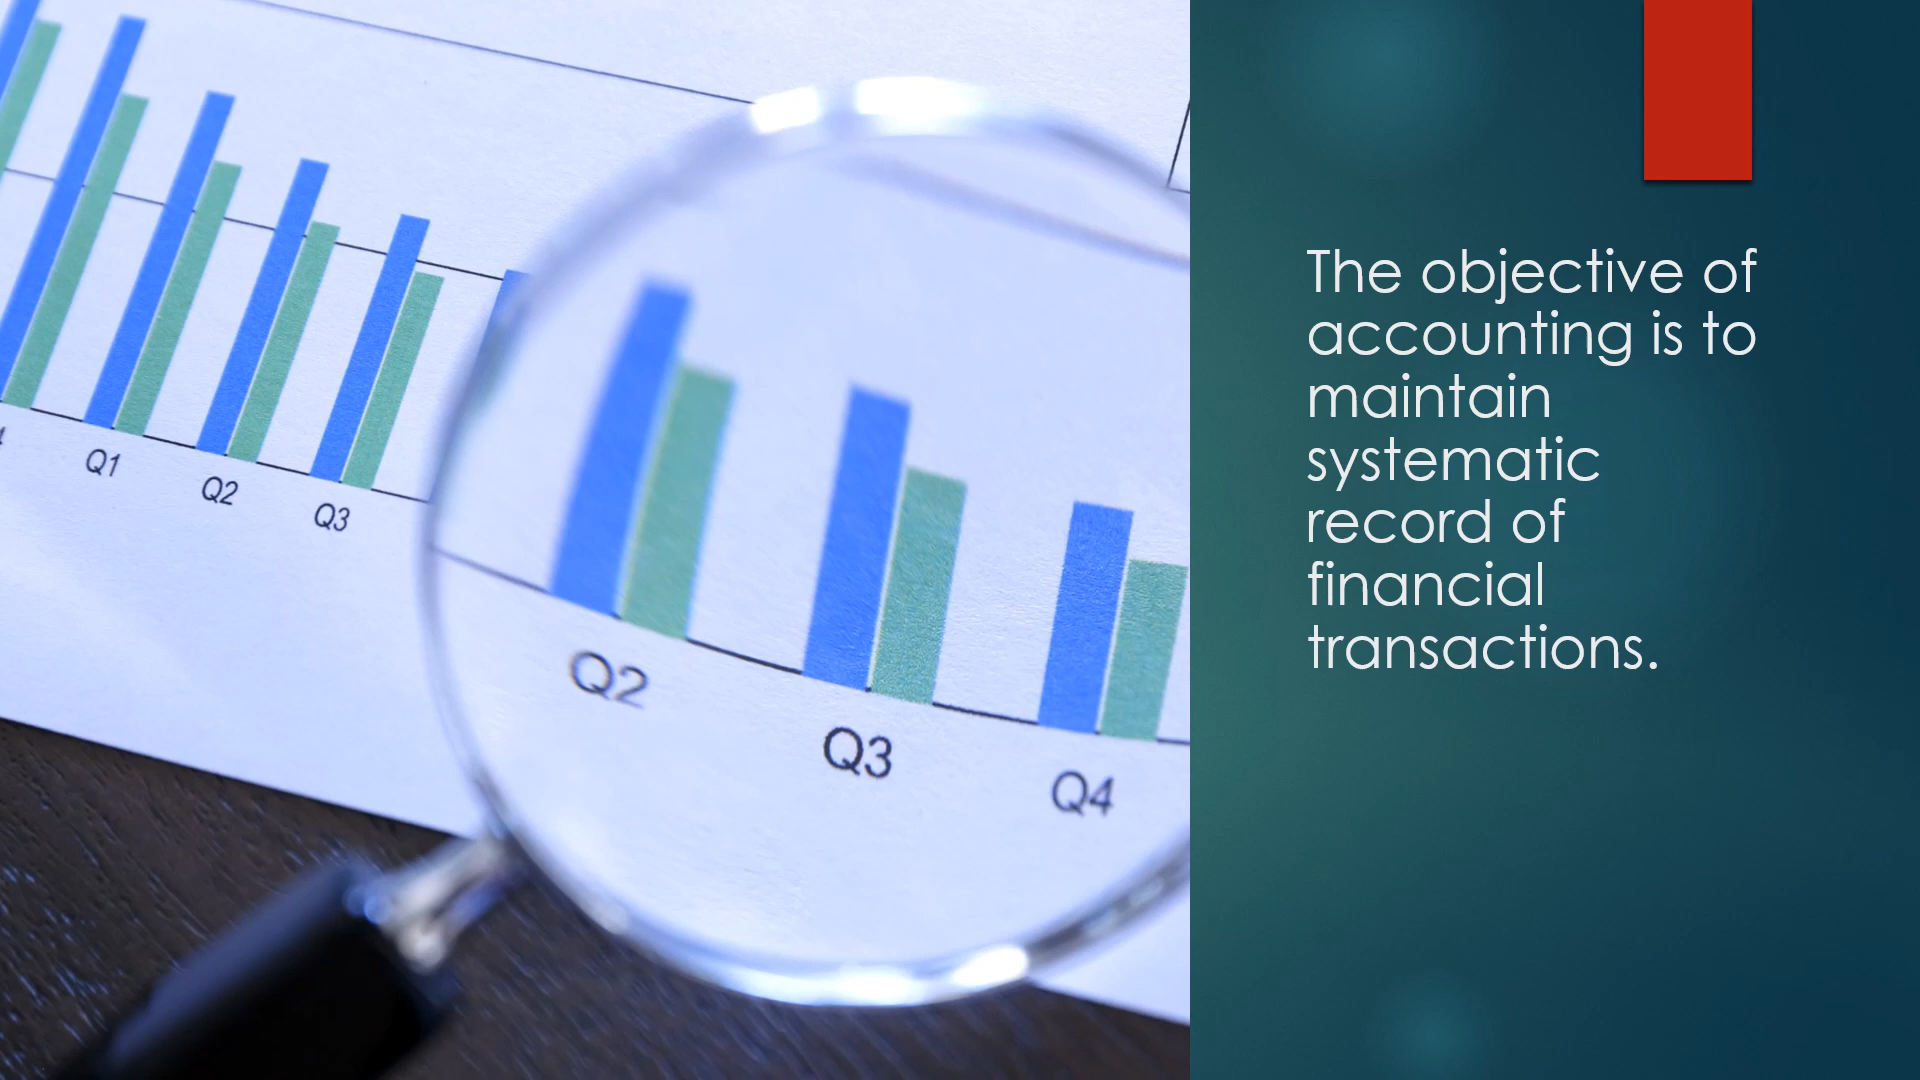 Q1
Q2
Q3
Q2
Q3
Q4
The objective of
accounting is to
maintain
systematic
record of
financial
transactions.